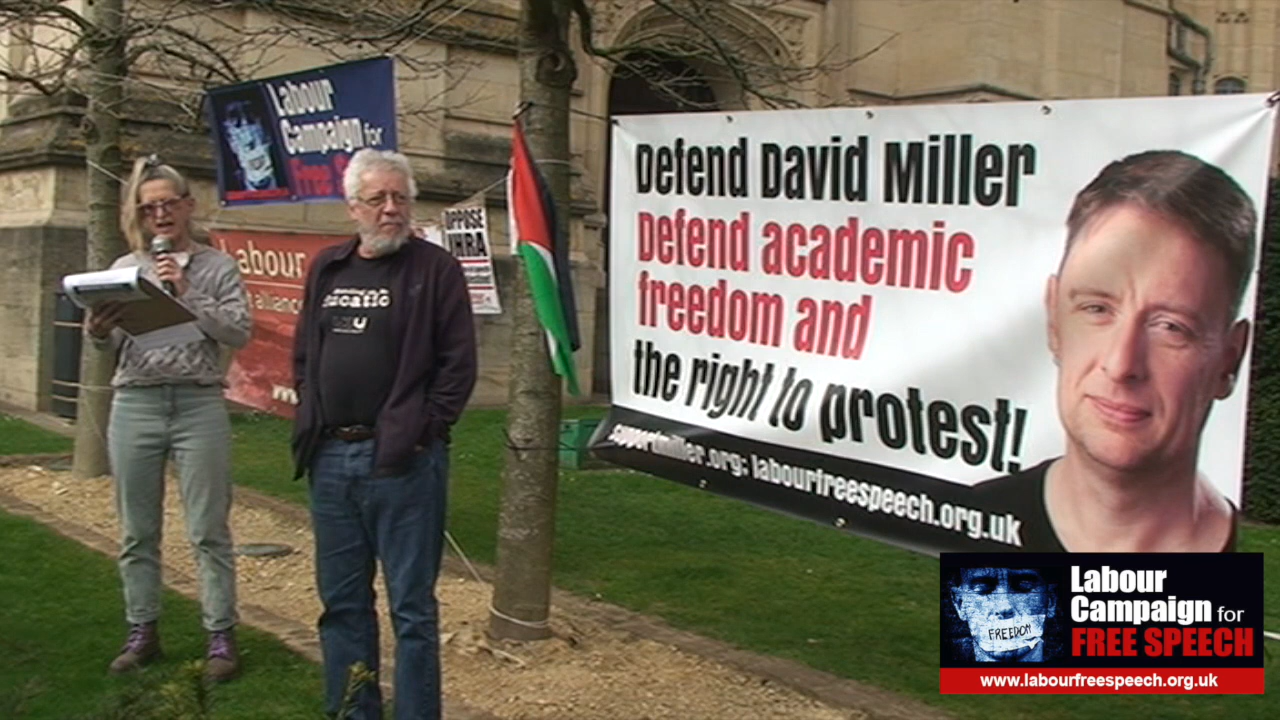 Labour
Campaign for
Free
Labour
alliance
OPPOSE
IHRA
Defend David Miller
Defend academic
freedom and
the right to protest!
supportmiller.org: labourfreespeech.org.uk
FREEDOM
Labour
Campaign for
FREE SPEECH
www.labourfreespeech.org.uk